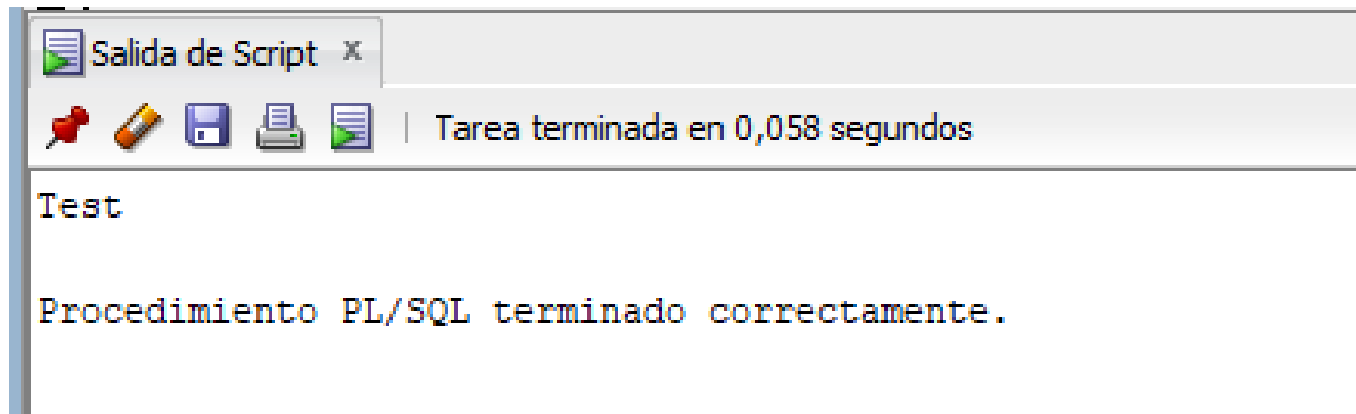 Salida de Script x
Tarea terminada en 0,058 segundos
Test
Procedimiento PL/SQL terminado correctamente.